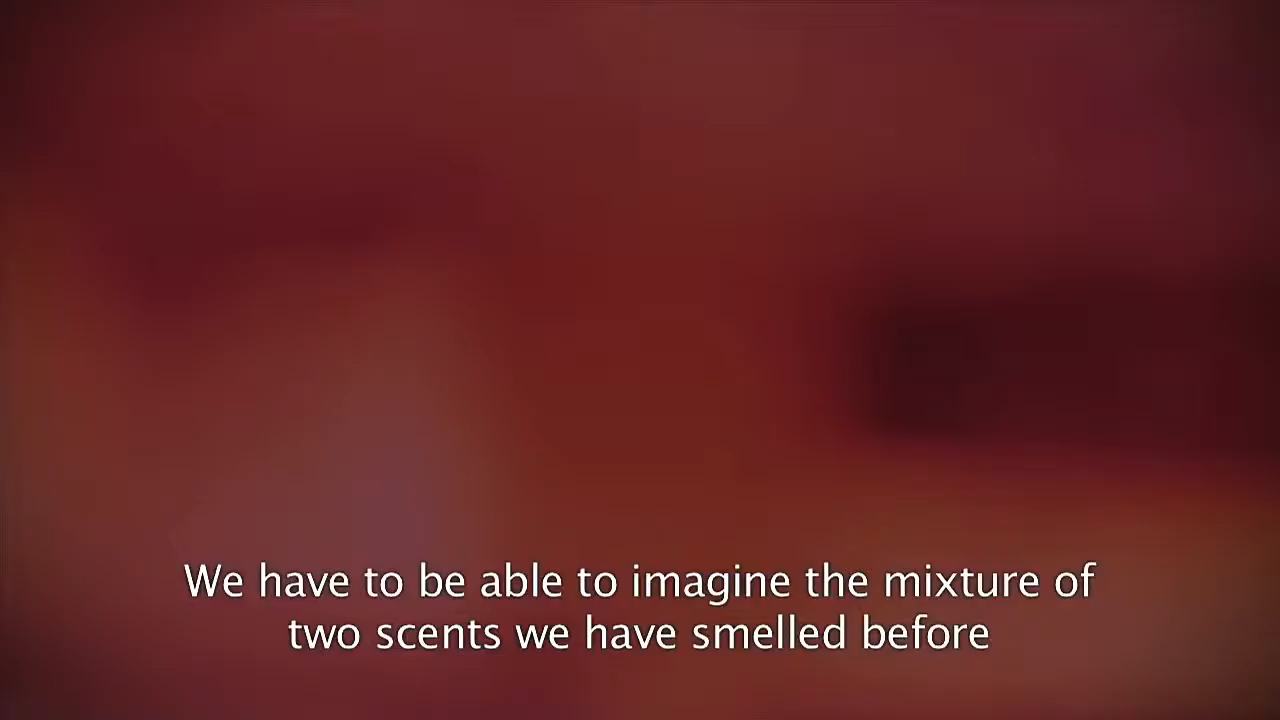 We have to be able to imagine the mixture of
two scents we have smelled before